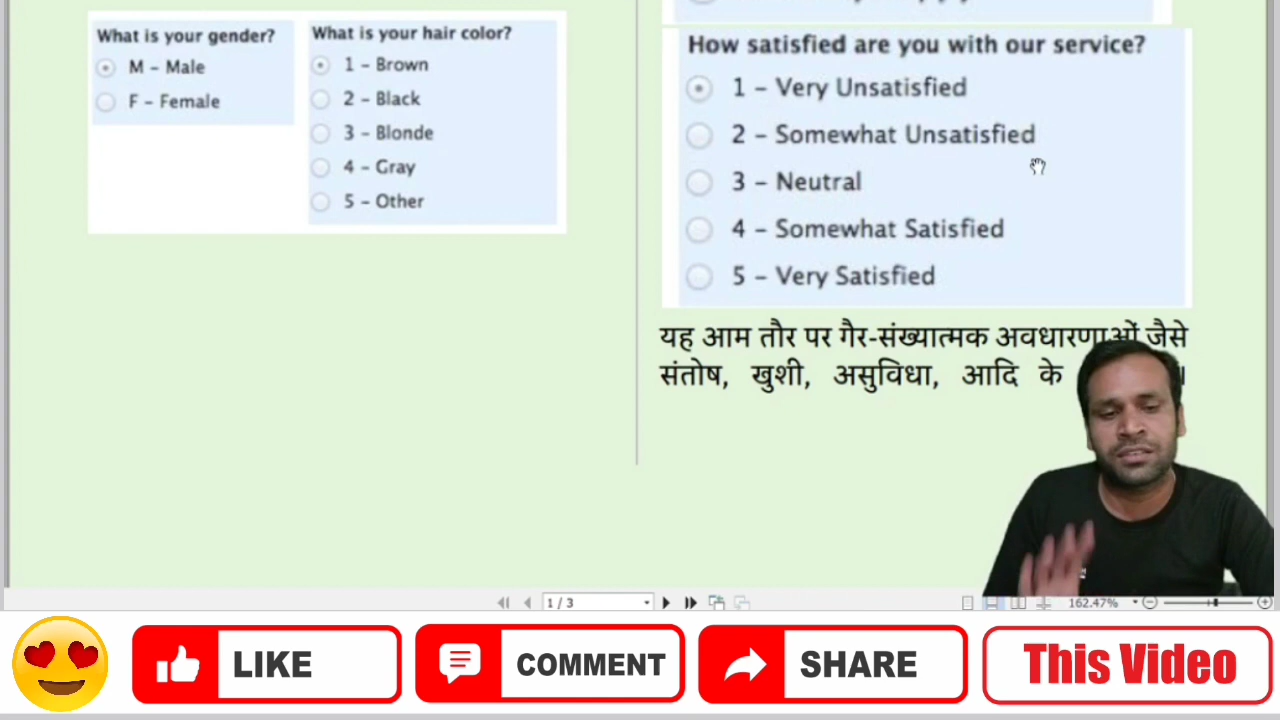 What is your gender?
M – Male
F – Female
What is your hair color?
1 – Brown
2 – Black
3 – Blonde
4 – Gray
5 – Other
How satisfied are you with our service?
1 – Very Unsatisfied
2 – Somewhat Unsatisfied
3 – Neutral
4 – Somewhat Satisfied
5 – Very Satisfied
यह आम तौर पर गैर-संख्यात्मक अवधारणाओं जैसे
संतोष, खुशी, असुविधा, आदि के
1 / 3
162.47%
LIKE
COMMENT
SHARE
This Video